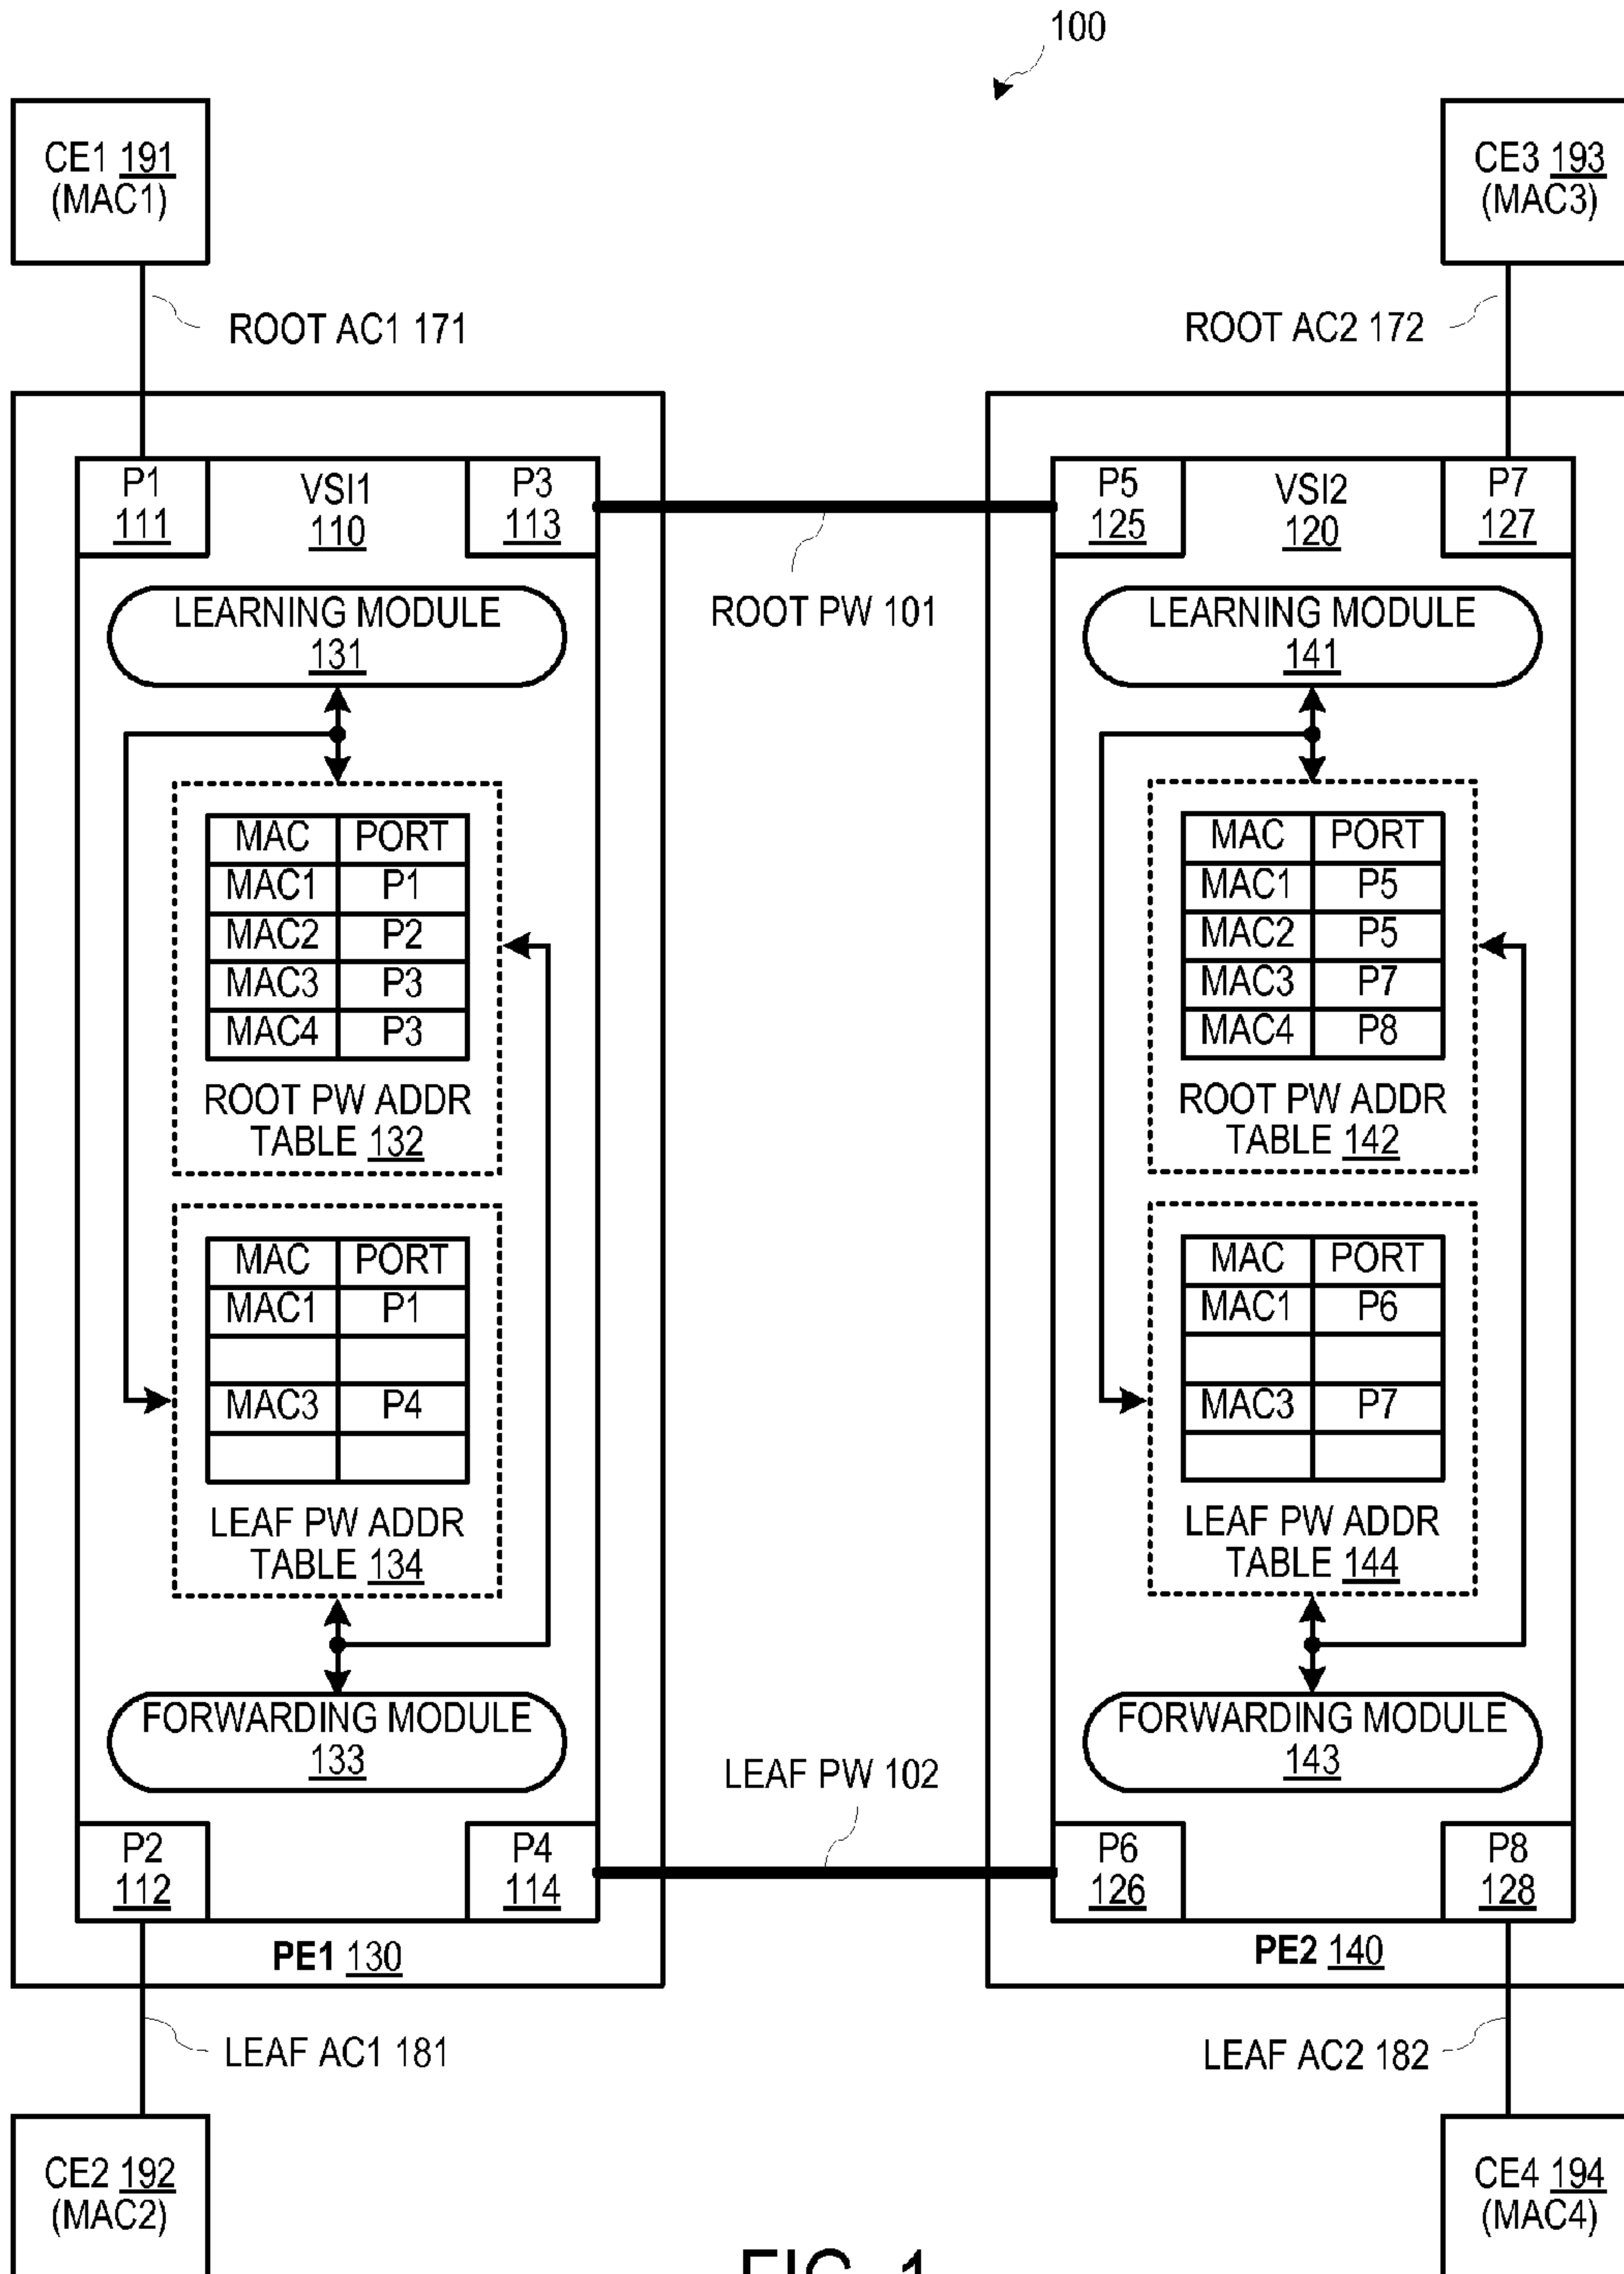 100
CE1 191
(MAC1)
CE3 193
(MAC3)
ROOT AC1 171
ROOT AC2 172
P1
111
VSI1
110
P3
113
P5
125
VSI2
120
P7
127
ROOT PW 101
LEARNING MODULE
131
LEARNING MODULE
141
MAC PORT
MAC1 P1
MAC2 P2
MAC3 P3
MAC4 P3
ROOT PW ADDR
TABLE 132
MAC PORT
MAC1 P5
MAC2 P5
MAC3 P7
MAC4 P8
ROOT PW ADDR
TABLE 142
MAC PORT
MAC1 P1
MAC3 P4
LEAF PW ADDR
TABLE 134
MAC PORT
MAC1 P6
MAC3 P7
LEAF PW ADDR
TABLE 144
FORWARDING MODULE
133
FORWARDING MODULE
143
LEAF PW 102
P2
112
P4
114
P6
126
P8
128
PE1 130
PE2 140
LEAF AC1 181
LEAF AC2 182
CE2 192
(MAC2)
CE4 194
(MAC4)
FIG. 1